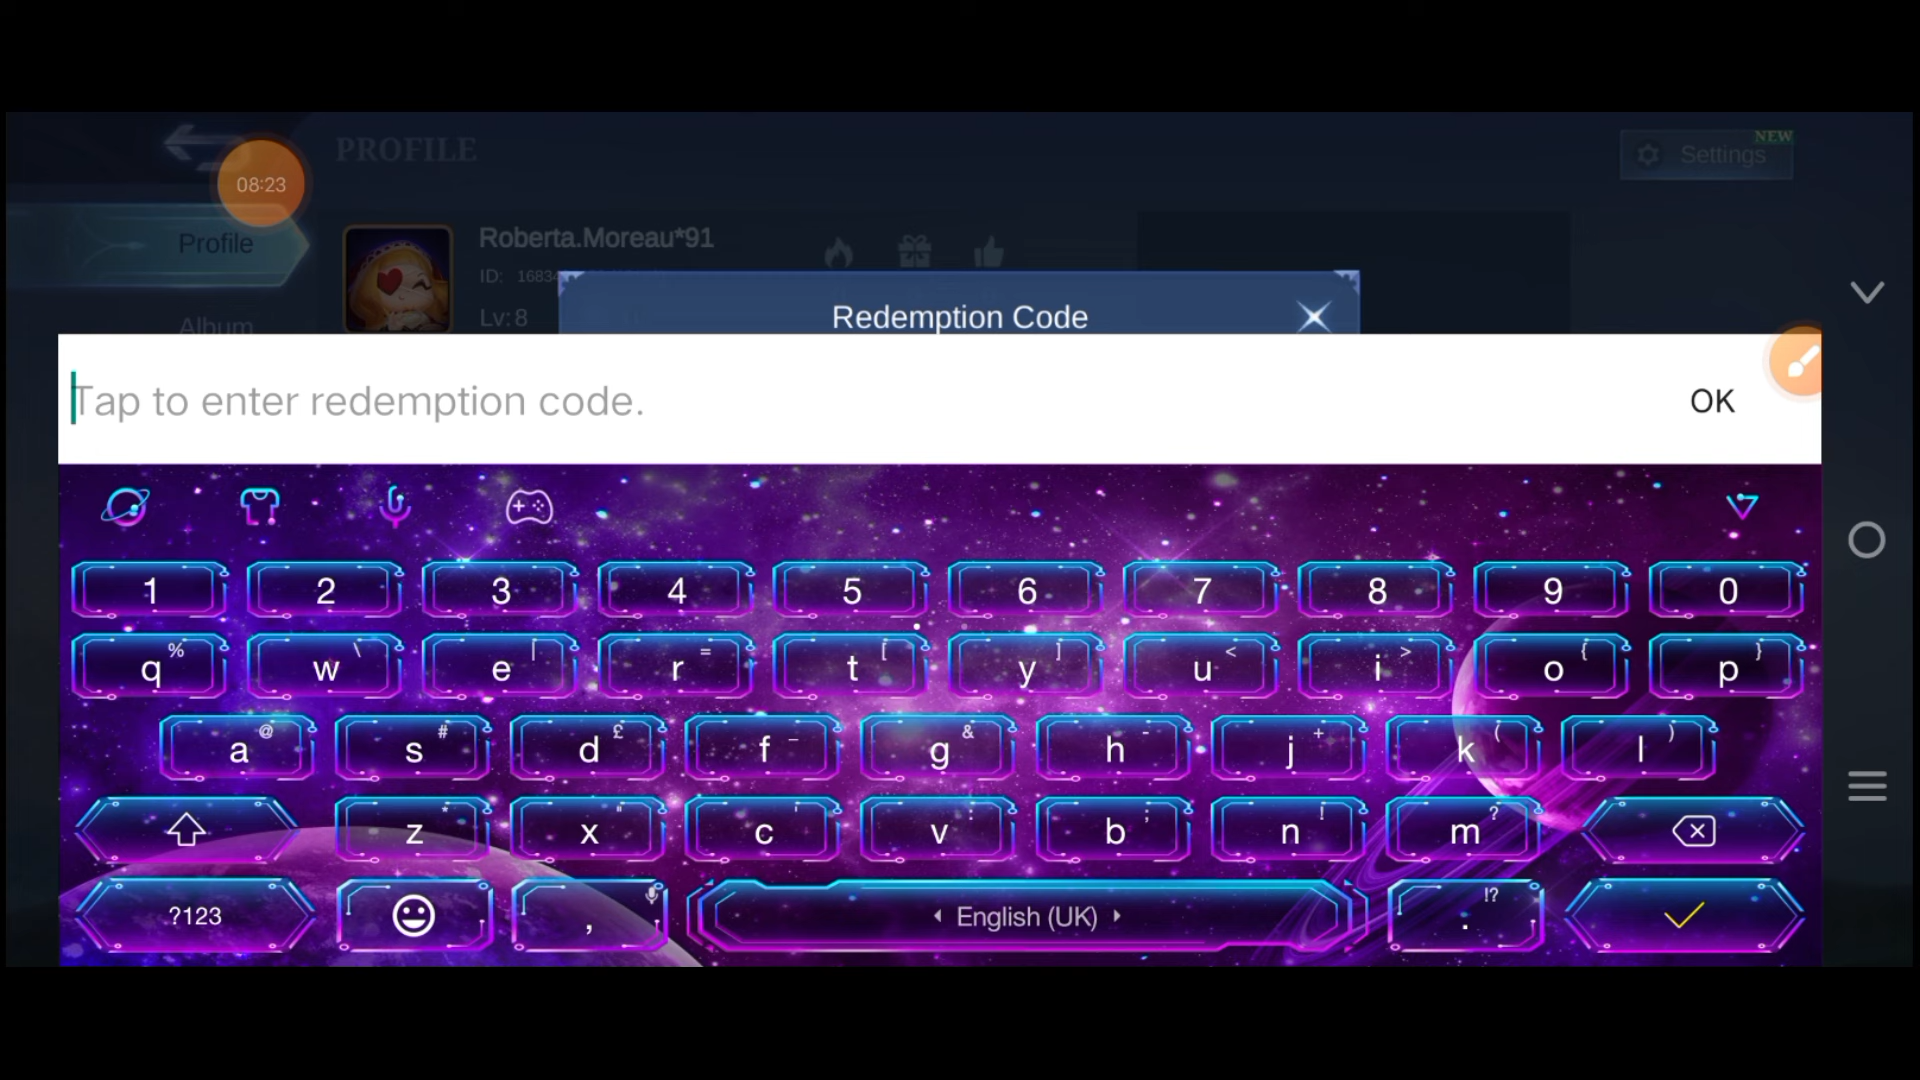 PROFILE
NEW
Settings
08:23
Profile
Roberta.Moreau*91
ID: 16834
Lv: 8
Album
Redemption Code
Tap to enter redemption code.
OK
1 2 3 4 5 6 7 8 9 0
q % w \ e | r = t [ y ] u < i > o { p }
a @ s # d £ f _ g & h - j + k ( l )
z * x " c ' v : b ; n ! m ?
?123 , English (UK) . !?